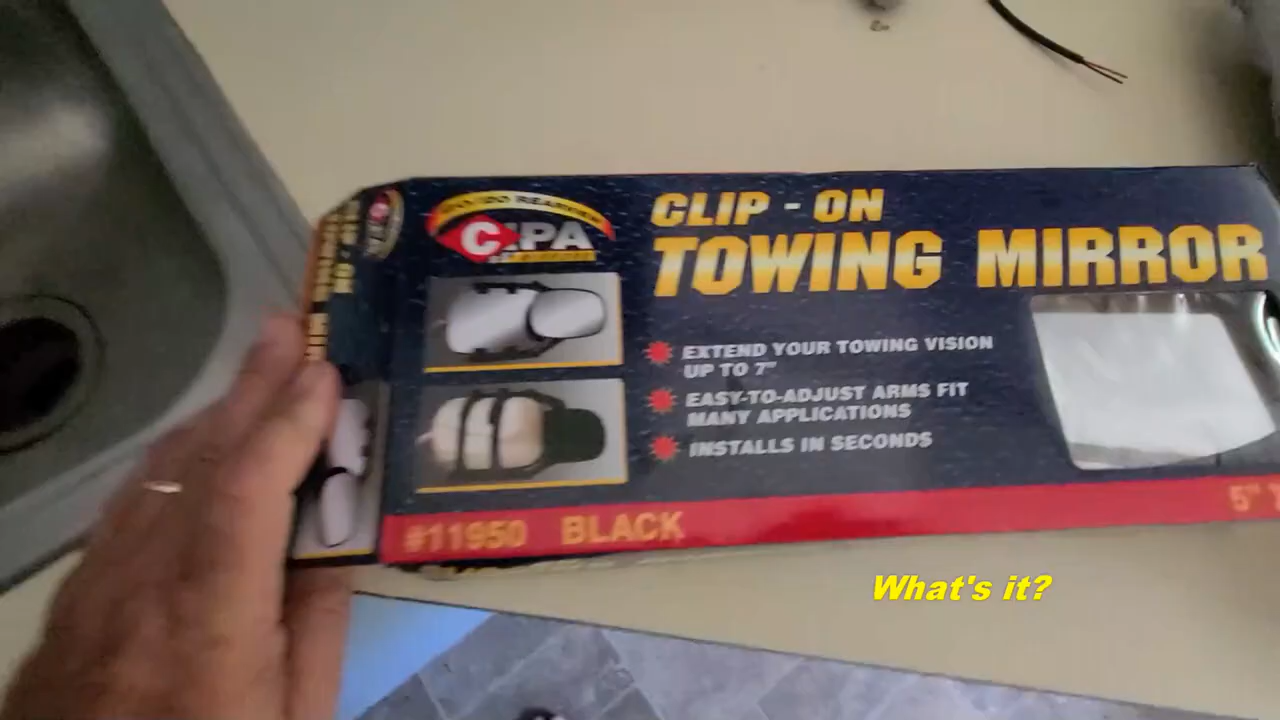 CIPA
CLIP - ON
TOWING MIRROR
EXTEND YOUR TOWING VISION
UP TO 7"
EASY-TO-ADJUST ARMS FIT
MANY APPLICATIONS
INSTALLS IN SECONDS
#11950 BLACK
5"
What's it?